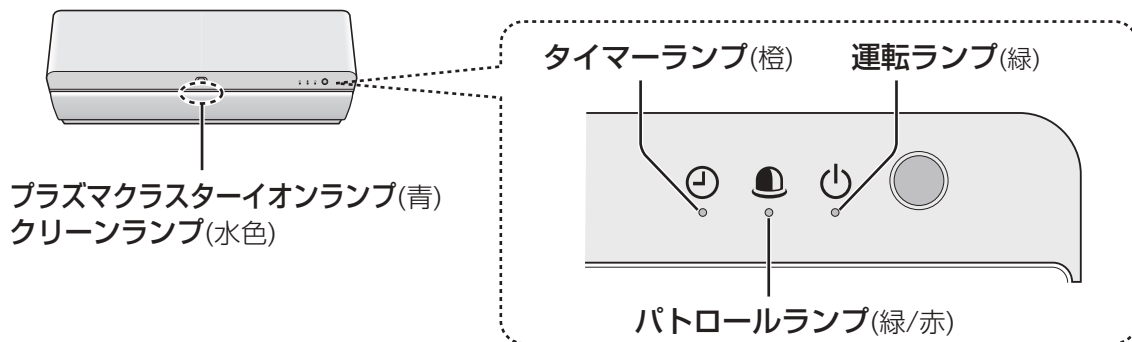 タイマーランプ(橙)
運転ランプ(緑)
プラズマクラスターイオンランプ(青)
クリーンランプ(水色)
パトロールランプ(緑/赤)